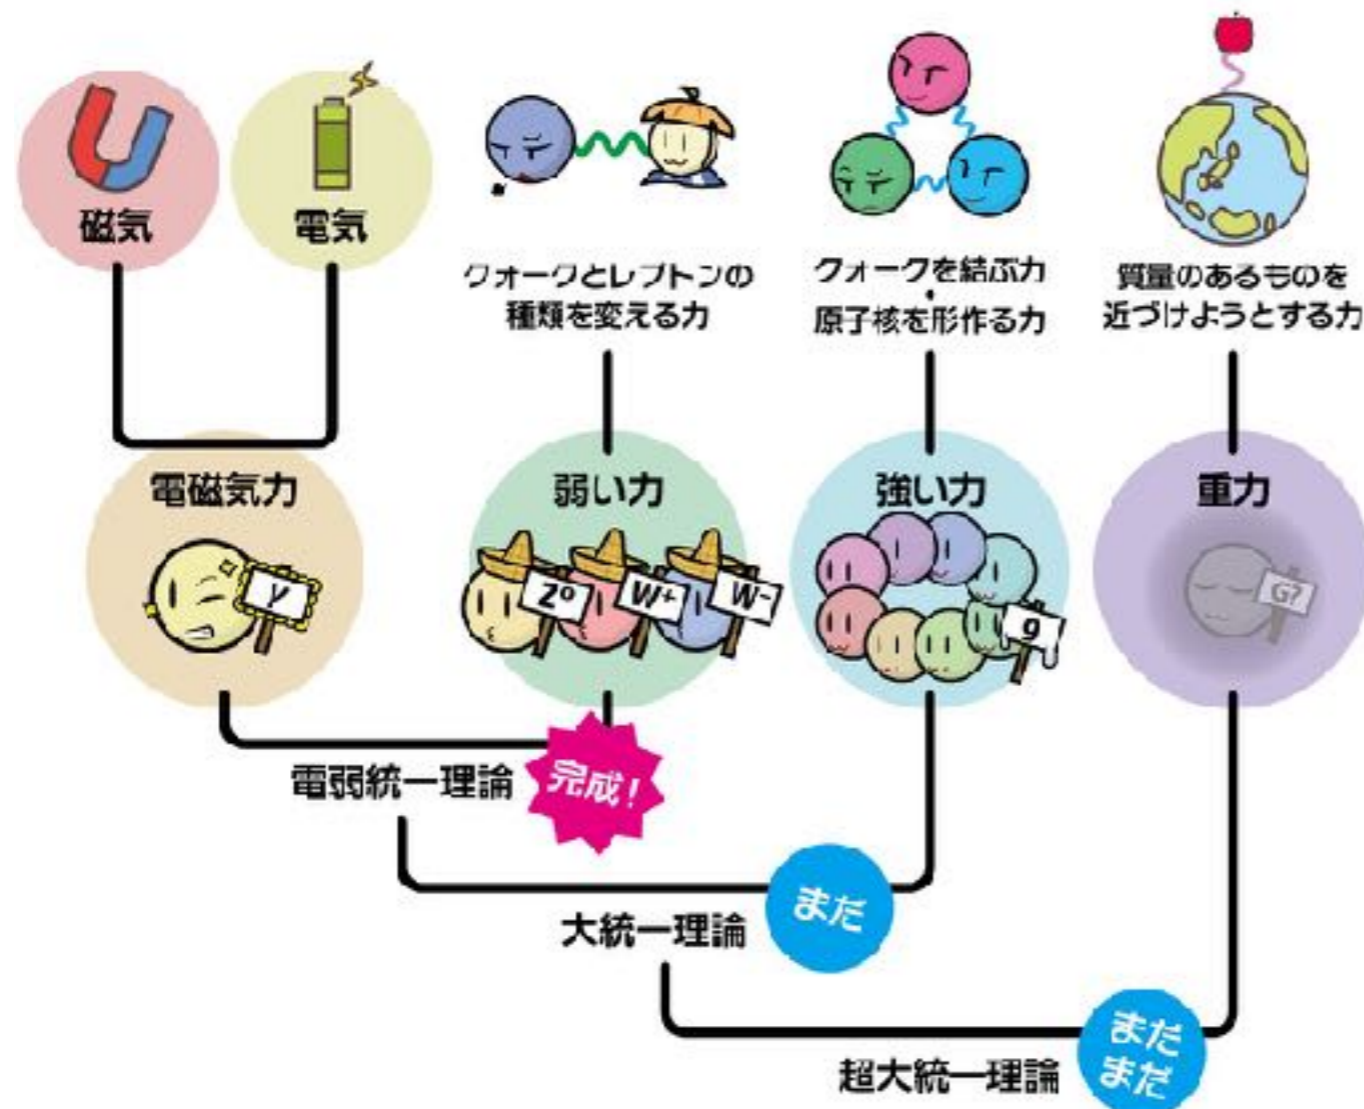 磁気
電気
クォークとレプトンの
種類を変える力
クォークを結ぶ力
・
原子核を形作る力
質量のあるものを
近づけようとする力
電磁気力
γ
弱い力
Z⁰
W+
W-
強い力
g
重力
G?
電弱統一理論
完成!
大統一理論
まだ
超大統一理論
まだ
まだ